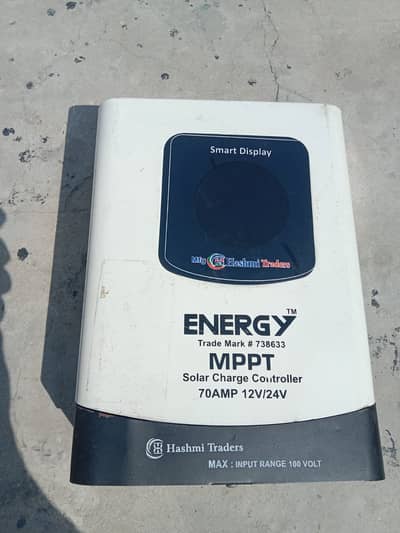 Smart Display
Mfg Hashmi Traders
ENERGY™
Trade Mark # 738633
MPPT
Solar Charge Controller
70AMP 12V/24V
Hashmi Traders
MAX : INPUT RANGE 100 VOLT